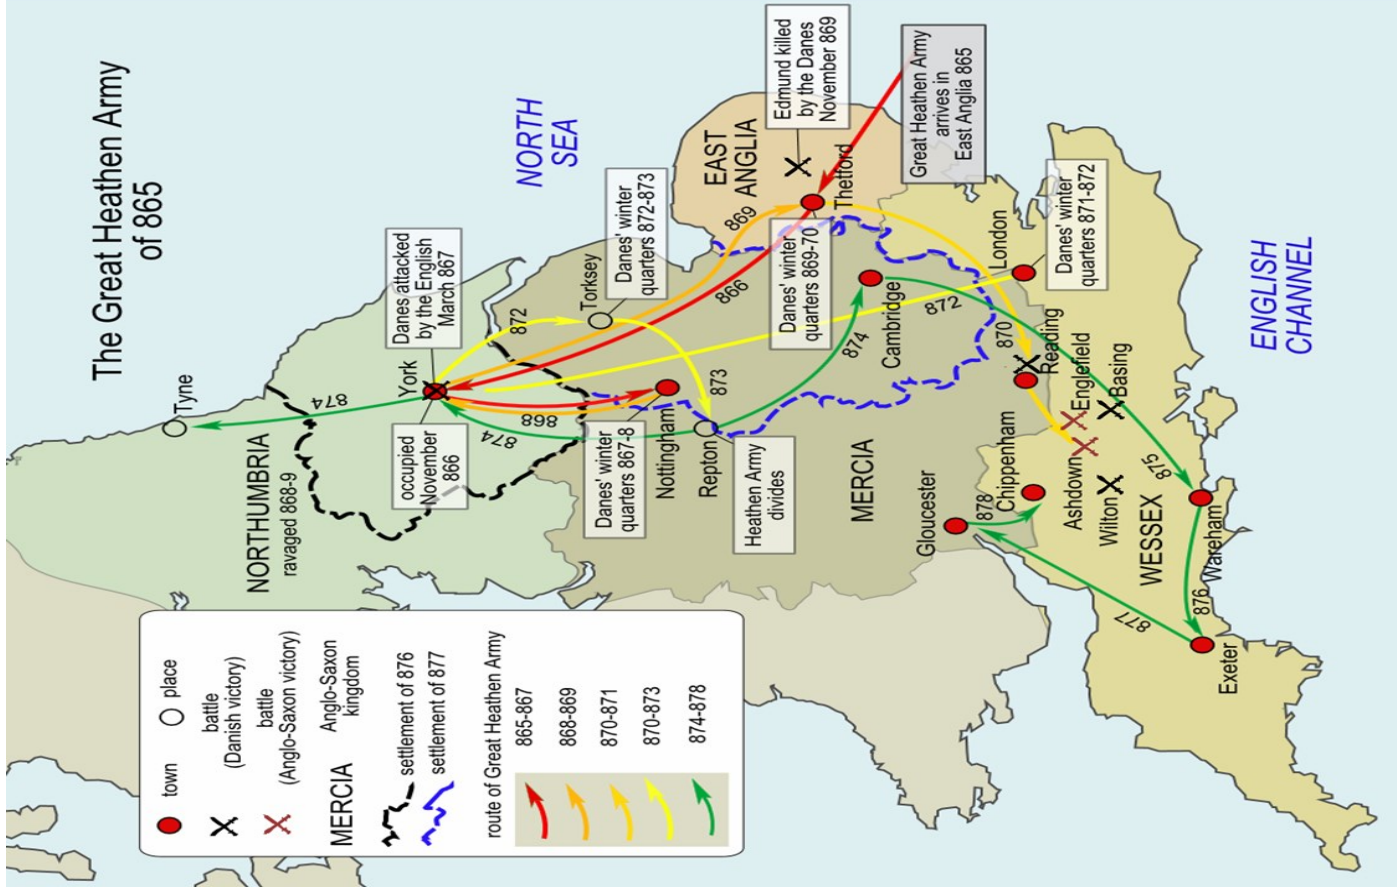 The Great Heathen Army
of 865
NORTH
SEA
ENGLISH
CHANNEL
Tyne
874
NORTHUMBRIA
ravaged 868-9
York
Danes attacked
by the English
March 867
occupied
November
866
874
868
872
Torksey
Danes' winter
quarters 872-873
873
Danes' winter
quarters 867-8
Nottingham
Repton
Heathen Army
divides
866
869
EAST
ANGLIA
Edmund killed
by the Danes
November 869
Thetford
Great Heathen Army
arrives in
East Anglia 865
Danes' winter
quarters 869-70
874
Cambridge
872
MERCIA
London
Danes' winter
quarters 871-872
870
Reading
Englefield
Basing
Gloucester
878
Chippenham
Ashdown
Wilton
WESSEX
875
Wareham
876
877
Exeter
town
place
battle
(Danish victory)
battle
(Anglo-Saxon victory)
MERCIA
Anglo-Saxon
kingdom
settlement of 876
settlement of 877
route of Great Heathen Army
865-867
868-869
870-871
870-873
874-878